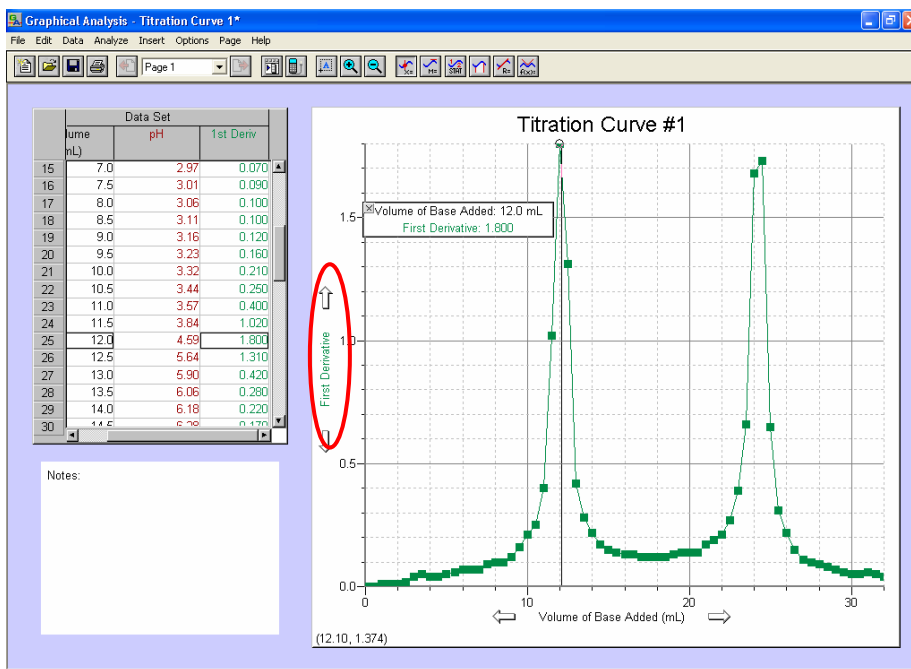 Graphical Analysis - Titration Curve 1*
File Edit Data Analyze Insert Options Page Help
Page 1
X= M= STAT R= f(x)=
Data Set
lume pH 1st Deriv
mL)
15 7.0 2.97 0.070
16 7.5 3.01 0.090
17 8.0 3.06 0.100
18 8.5 3.11 0.100
19 9.0 3.16 0.120
20 9.5 3.23 0.160
21 10.0 3.32 0.210
22 10.5 3.44 0.250
23 11.0 3.57 0.400
24 11.5 3.84 1.020
25 12.0 4.59 1.800
26 12.5 5.64 1.310
27 13.0 5.90 0.420
28 13.5 6.06 0.280
29 14.0 6.18 0.220
30
Notes:
Titration Curve #1
Volume of Base Added: 12.0 mL
First Derivative: 1.800
First Derivative
1.5
1.0
0.5
0.0
0 10 20 30
Volume of Base Added (mL)
(12.10, 1.374)